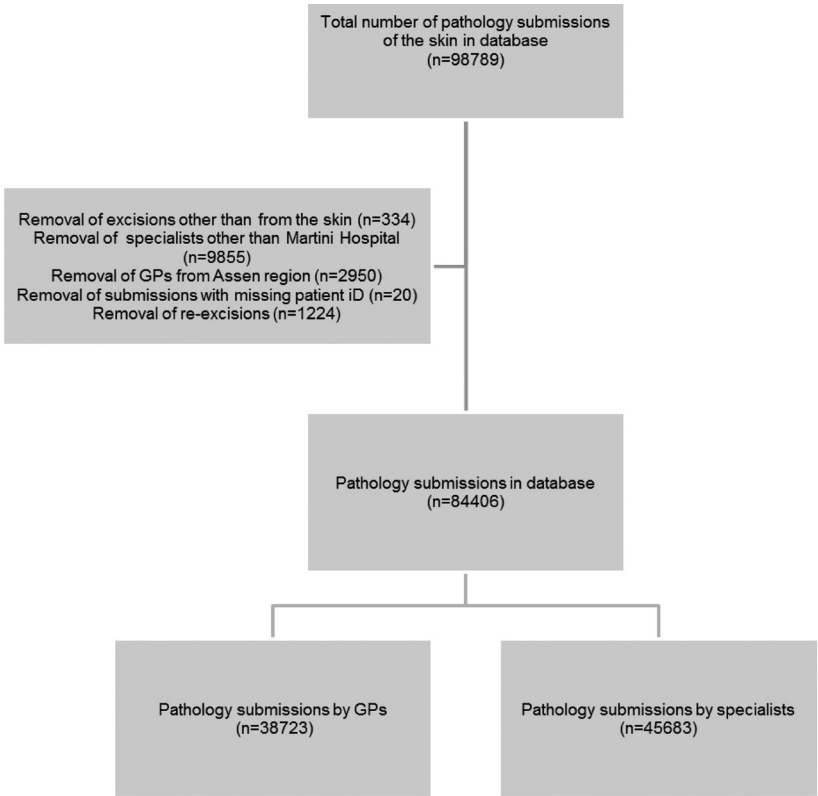 Total number of pathology submissions
of the skin in database
(n=98789)
Removal of excisions other than from the skin (n=334)
Removal of specialists other than Martini Hospital
(n=9855)
Removal of GPs from Assen region (n=2950)
Removal of submissions with missing patient iD (n=20)
Removal of re-excisions (n=1224)
Pathology submissions in database
(n=84406)
Pathology submissions by GPs
(n=38723)
Pathology submissions by specialists
(n=45683)